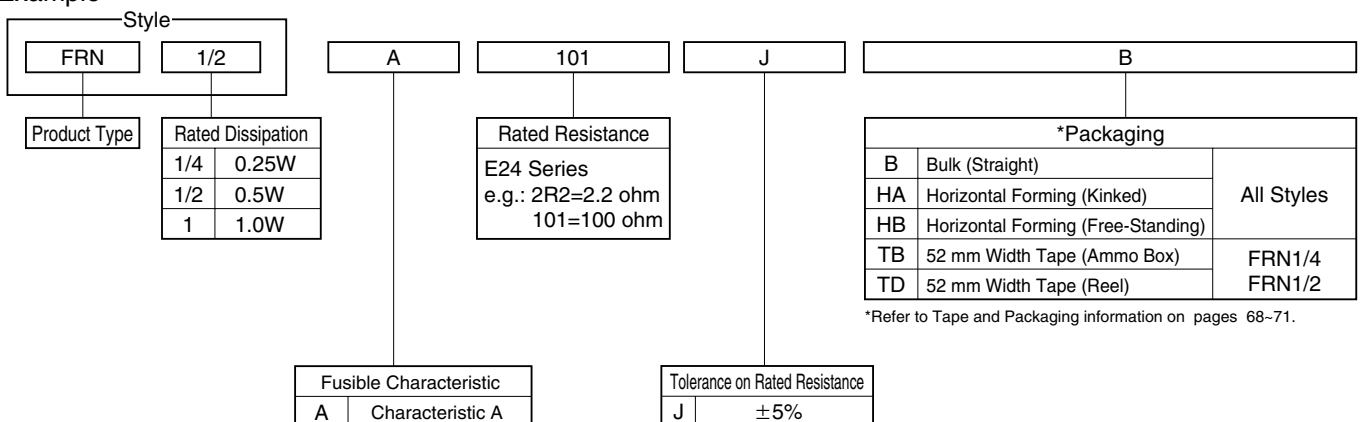 Style
FRN 1/2 A 101 J B
Product Type
Rated Dissipation
1/4 0.25W
1/2 0.5W
1 1.0W
Rated Resistance
E24 Series
e.g.: 2R2=2.2 ohm
101=100 ohm
*Packaging
B Bulk (Straight)
HA Horizontal Forming (Kinked)
HB Horizontal Forming (Free-Standing)
All Styles
TB 52 mm Width Tape (Ammo Box)
TD 52 mm Width Tape (Reel)
FRN1/4
FRN1/2
*Refer to Tape and Packaging information on pages 68~71.
Fusible Characteristic
A Characteristic A
Tolerance on Rated Resistance
J ±5%